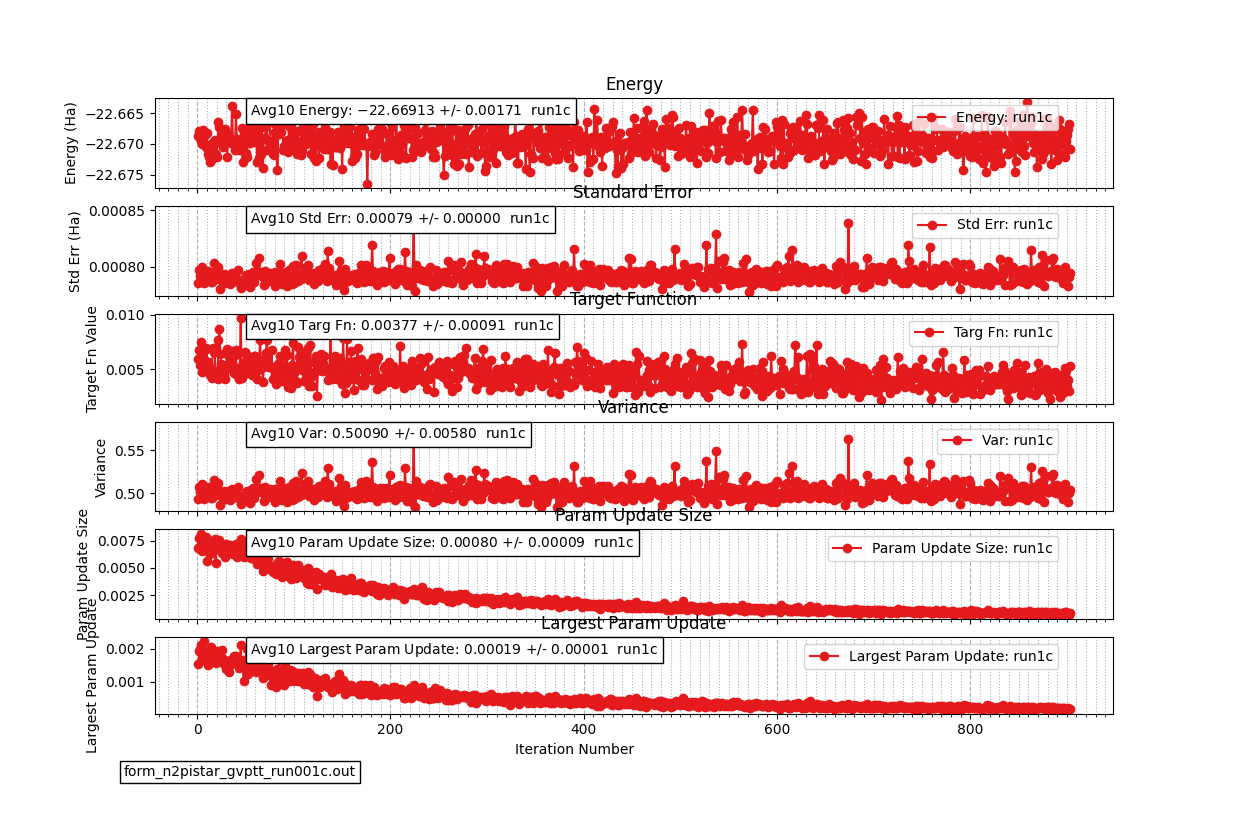 Energy
Avg10 Energy: −22.66913 +/- 0.00171 run1c
Energy: run1c
−22.665
−22.670
−22.675
Energy (Ha)
Standard Error
Avg10 Std Err: 0.00079 +/- 0.00000 run1c
Std Err: run1c
0.00085
0.00080
Std Err (Ha)
Target Function
Avg10 Targ Fn: 0.00377 +/- 0.00091 run1c
Targ Fn: run1c
0.010
0.005
Target Fn Value
Variance
Avg10 Var: 0.50090 +/- 0.00580 run1c
Var: run1c
0.55
0.50
Variance
Param Update Size
Avg10 Param Update Size: 0.00080 +/- 0.00009 run1c
Param Update Size: run1c
0.0075
0.0050
0.0025
Param Update Size
Largest Param Update
Avg10 Largest Param Update: 0.00019 +/- 0.00001 run1c
Largest Param Update: run1c
0.002
0.001
Largest Param Update
0 200 400 600 800
Iteration Number
form_n2pistar_gvptt_run001c.out